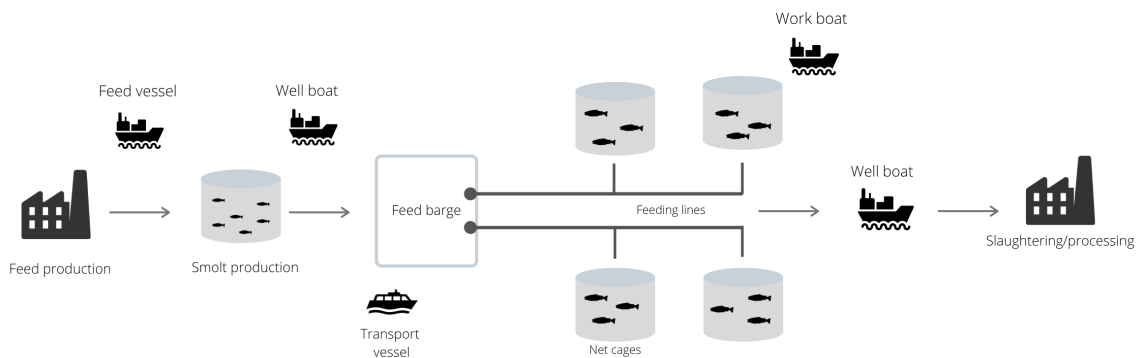 Work boat
Feed vessel
Well boat
Well boat
Feed barge
Feeding lines
Slaughtering/processing
Feed production
Smolt production
Transport
vessel
Net cages